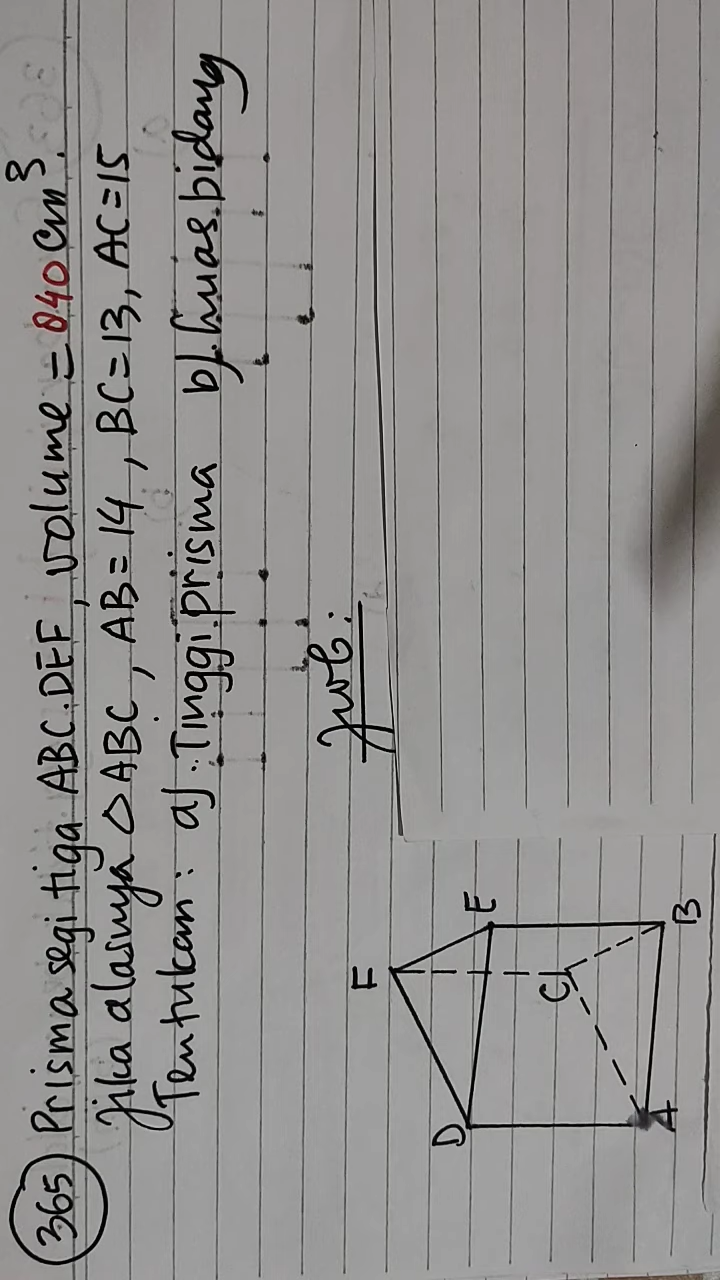 365 Prisma segi tiga ABC.DEF, volume = 840 cm³.
Jika alasnya △ABC, AB = 14, BC = 13, AC = 15
Tentukan: a). Tinggi prisma b). Luas bidang
Jwb:
F
D E
C
A B